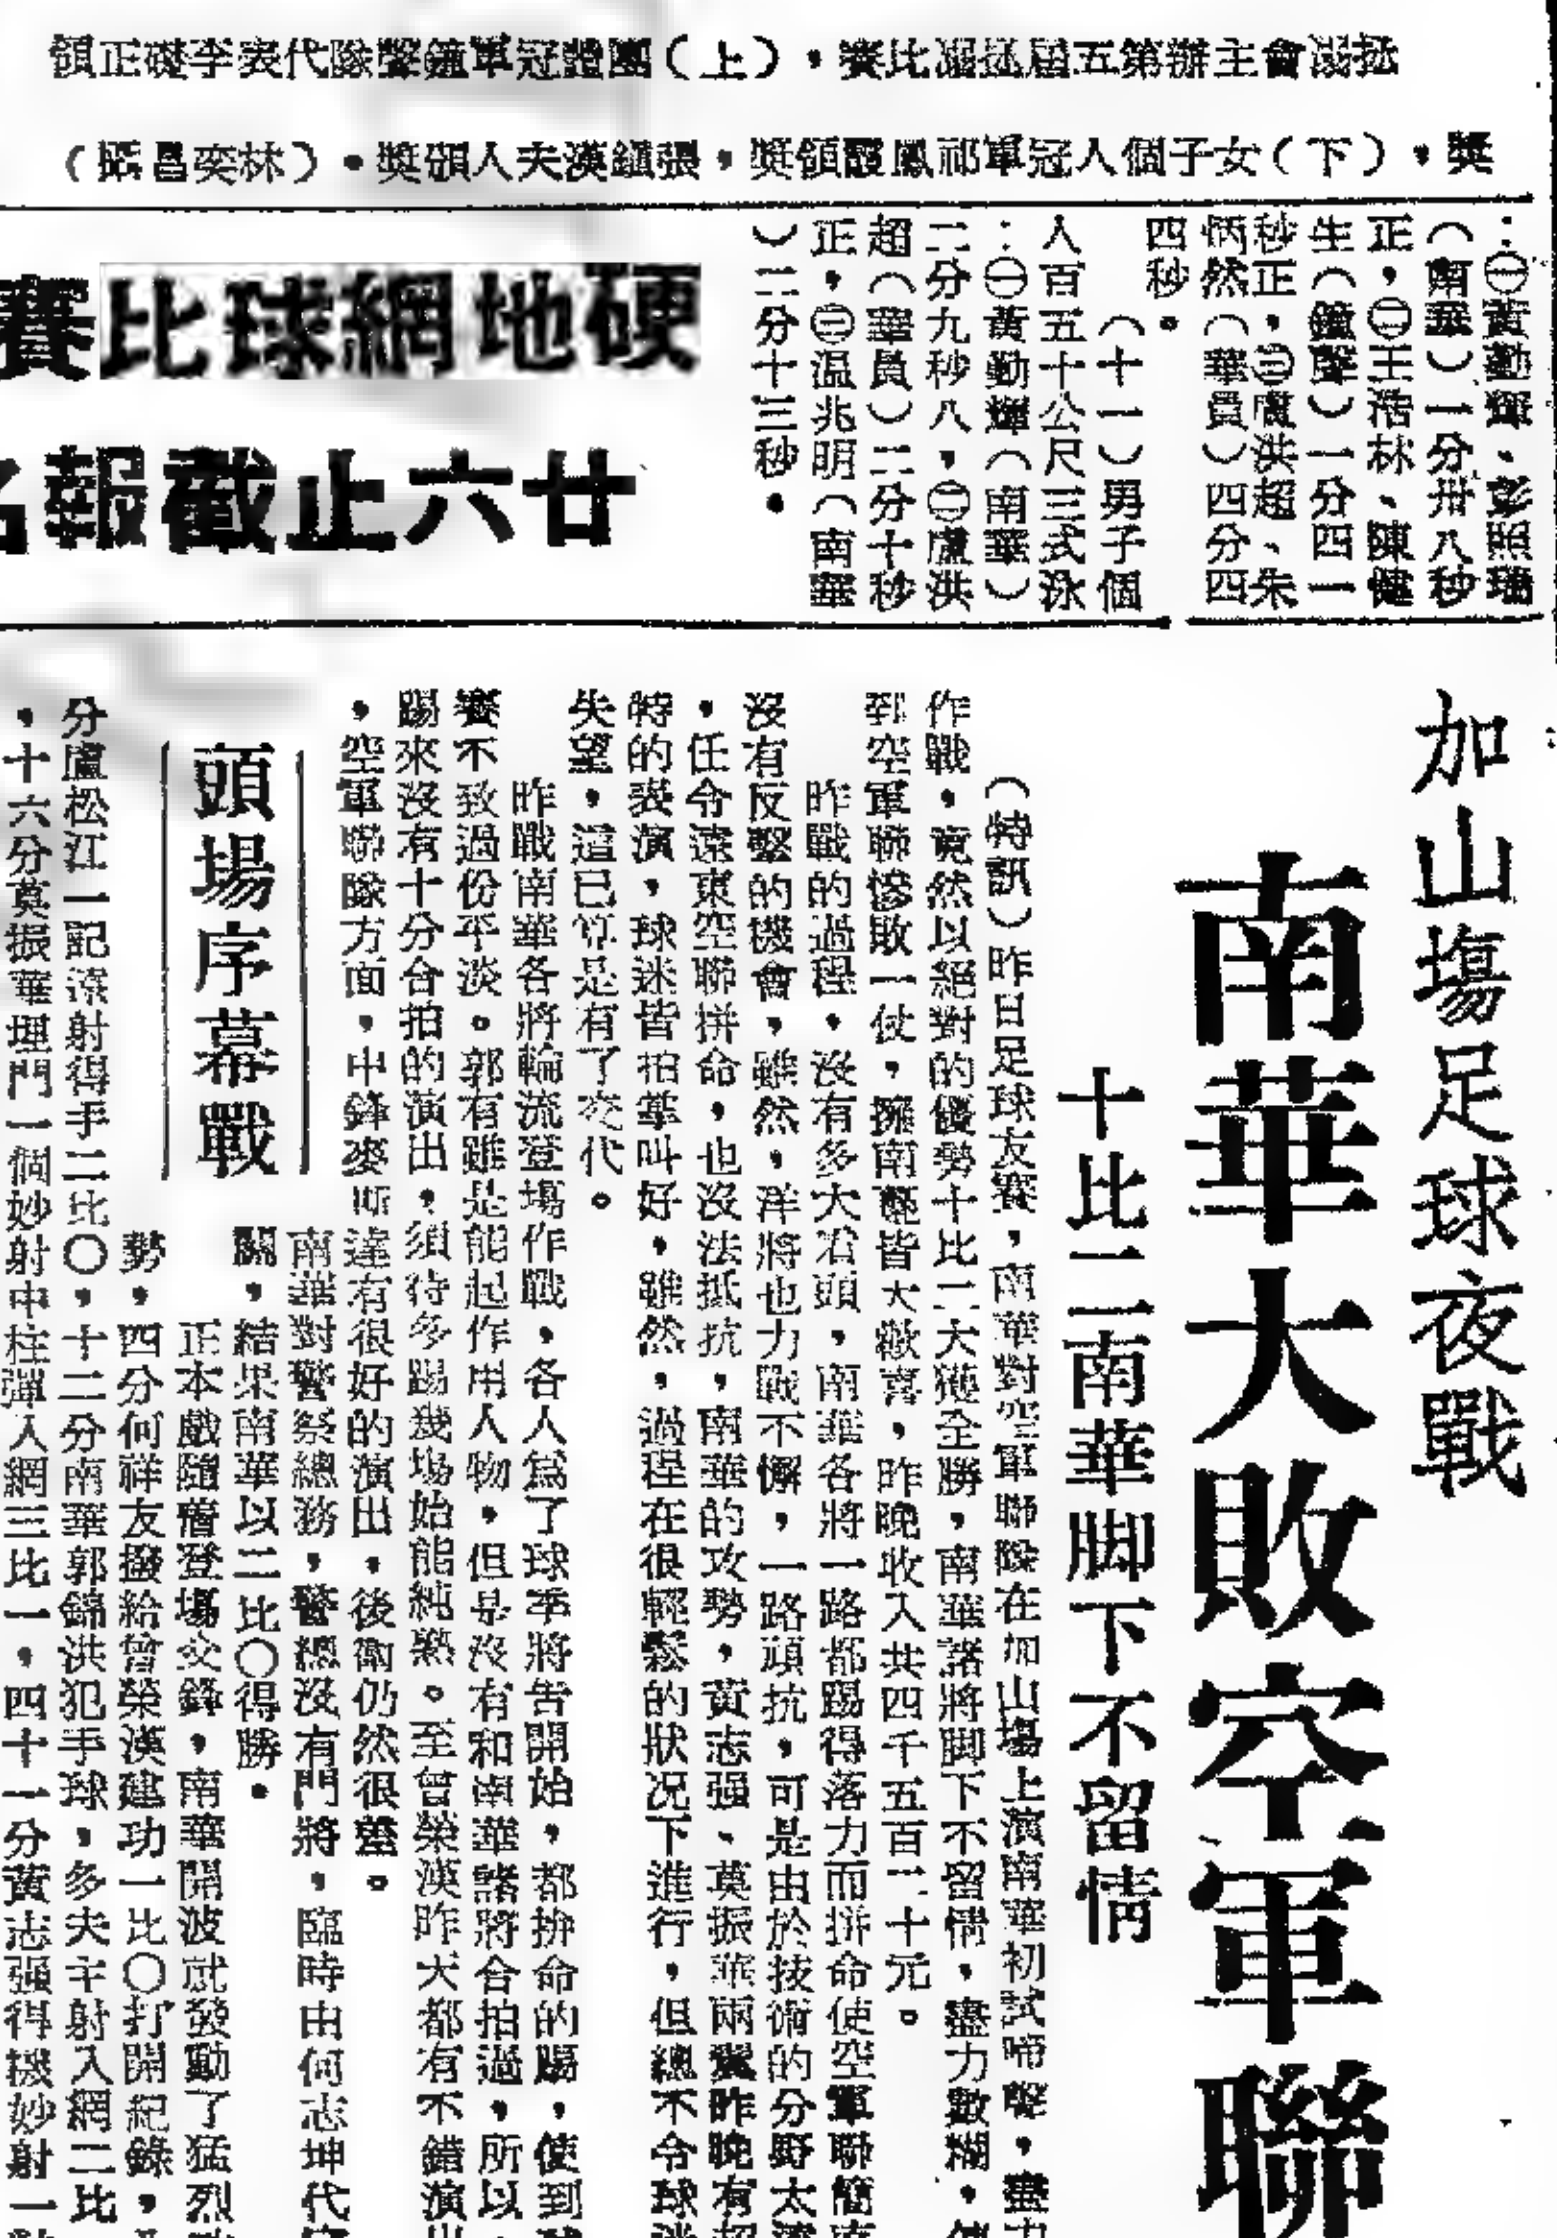 拯溺會主辦第五屆拯溺比賽，（上）團體冠軍鐘聲隊代表李礎正領
獎，（下）女子個人冠軍祁鳳霞領獎，張鎮漢夫人頒獎。（林奕昌攝）
：㊀黃勤輝、彭照瑞
（南華）一分卅八秒
正，㊁王浩林、陳健
生（鐘聲）一分四一
秒正，㊂盧洪超、朱
炳然（華員）四分四
四秒。
（十一）男子個
人百五十公尺三式泳
：㊀黃勤輝（南華）
二分九秒八，㊁盧洪
超（華員）二分十秒
正，㊂温兆明（南華
）二分十三秒。
硬地網球比賽
廿六止截報名
加山塲足球夜戰
南華大敗空軍聯
十比二南華脚下不留情
（特訊）昨日足球友賽，南華對空軍聯隊在加山塲上演南華初試啼聲，盡力
作戰，竟然以絕對的優勢十比二大獲全勝，南華諸將脚下不留情，盡力數糊，使
到空軍聯慘敗一仗，擁南躉皆大歡喜，昨晚收入共四千五百二十元。
昨戰的過程，沒有多大看頭，南華各將一路都踢得落力而拼命使空軍聯簡直
沒有反擊的機會，雖然，洋將也力戰不懈，一路頑抗，可是由於技術的分野太遠
，任令遠東空聯拼命，也沒法抵抗，南華的攻勢，黃志强、莫振華兩翼昨晚有超
特的表演，球迷皆拍掌叫好，雖然，過程在很輕鬆的狀况下進行，但總不令球迷
失望，這已算是有了交代。
昨戰南華各將輪流登塲作戰，各人爲了球季將告開始，都拚命的踢，使到
賽不致過份平淡。郭有雖是能起作用人物，但是沒有和南華諸將合拍過，所以，
踢來沒有十分合拍的演出，須待多踢幾場始能純熟。至曾榮漢昨天都有不錯演出
，空軍聯隊方面，中鋒麥斯達有很好的演出，後衛仍然很蠻。
頭場序幕戰
南華對警察總務，警總沒有門將，臨時由何志坤代
關，結果南華以二比〇得勝。
正本戲隨着登塲交鋒，南華開波就發動了猛烈
勢，四分何祥友撥給曾榮漢建功一比〇打開紀錄，
分盧松江一記深射得手二比〇，十二分南華郭錦洪犯手球，多夫主射入網二比
，十六分莫振華埋門一個妙射中柱彈入網三比一，四十一分黃志强得機妙射一